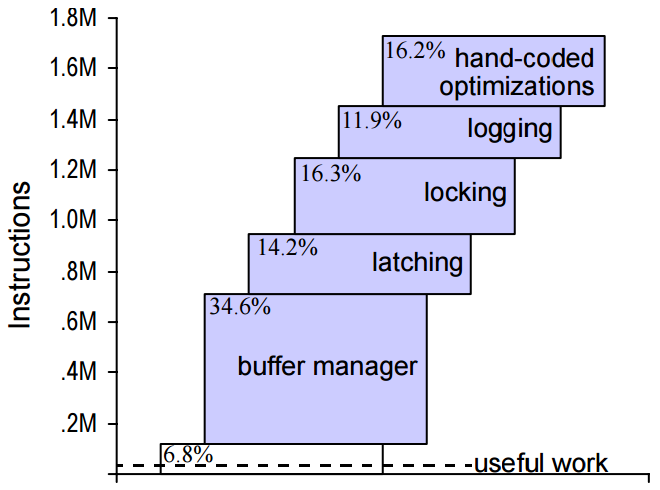 1.8M
16.2% hand-coded
optimizations
1.6M
11.9% logging
1.4M
16.3%
locking
1.2M
1.0M
14.2% latching
.8M
34.6%
buffer manager
.6M
.4M
.2M
6.8%
useful work
Instructions